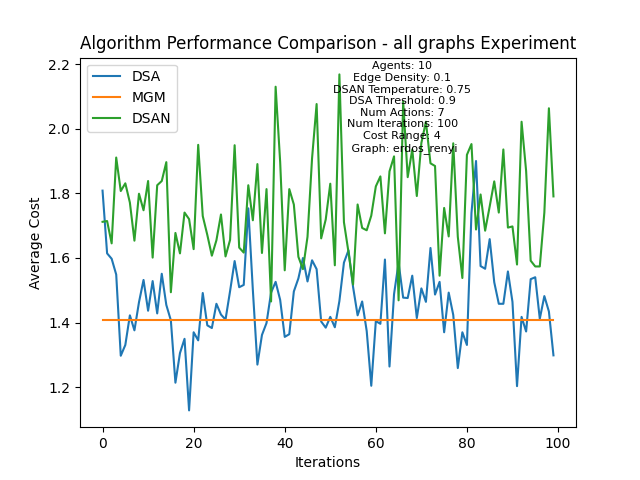 Algorithm Performance Comparison - all graphs Experiment
DSA
MGM
DSAN
Agents: 10
Edge Density: 0.1
DSAN Temperature: 0.75
DSA Threshold: 0.9
Num Actions: 7
Num Iterations: 100
Cost Range: 4
Graph: erdos_renyi
Average Cost
2.2
2.0
1.8
1.6
1.4
1.2
0 20 40 60 80 100
Iterations